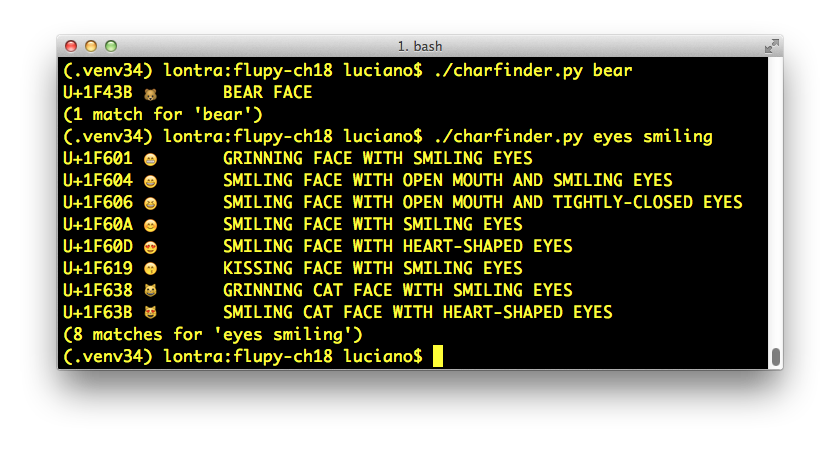 1. bash
(.venv34) lontra:flupy-ch18 luciano$ ./charfinder.py bear
U+1F43B 🐻 BEAR FACE
(1 match for 'bear')
(.venv34) lontra:flupy-ch18 luciano$ ./charfinder.py eyes smiling
U+1F601 😁 GRINNING FACE WITH SMILING EYES
U+1F604 😄 SMILING FACE WITH OPEN MOUTH AND SMILING EYES
U+1F606 😆 SMILING FACE WITH OPEN MOUTH AND TIGHTLY-CLOSED EYES
U+1F60A 😊 SMILING FACE WITH SMILING EYES
U+1F60D 😍 SMILING FACE WITH HEART-SHAPED EYES
U+1F619 😙 KISSING FACE WITH SMILING EYES
U+1F638 😸 GRINNING CAT FACE WITH SMILING EYES
U+1F63B 😻 SMILING CAT FACE WITH HEART-SHAPED EYES
(8 matches for 'eyes smiling')
(.venv34) lontra:flupy-ch18 luciano$